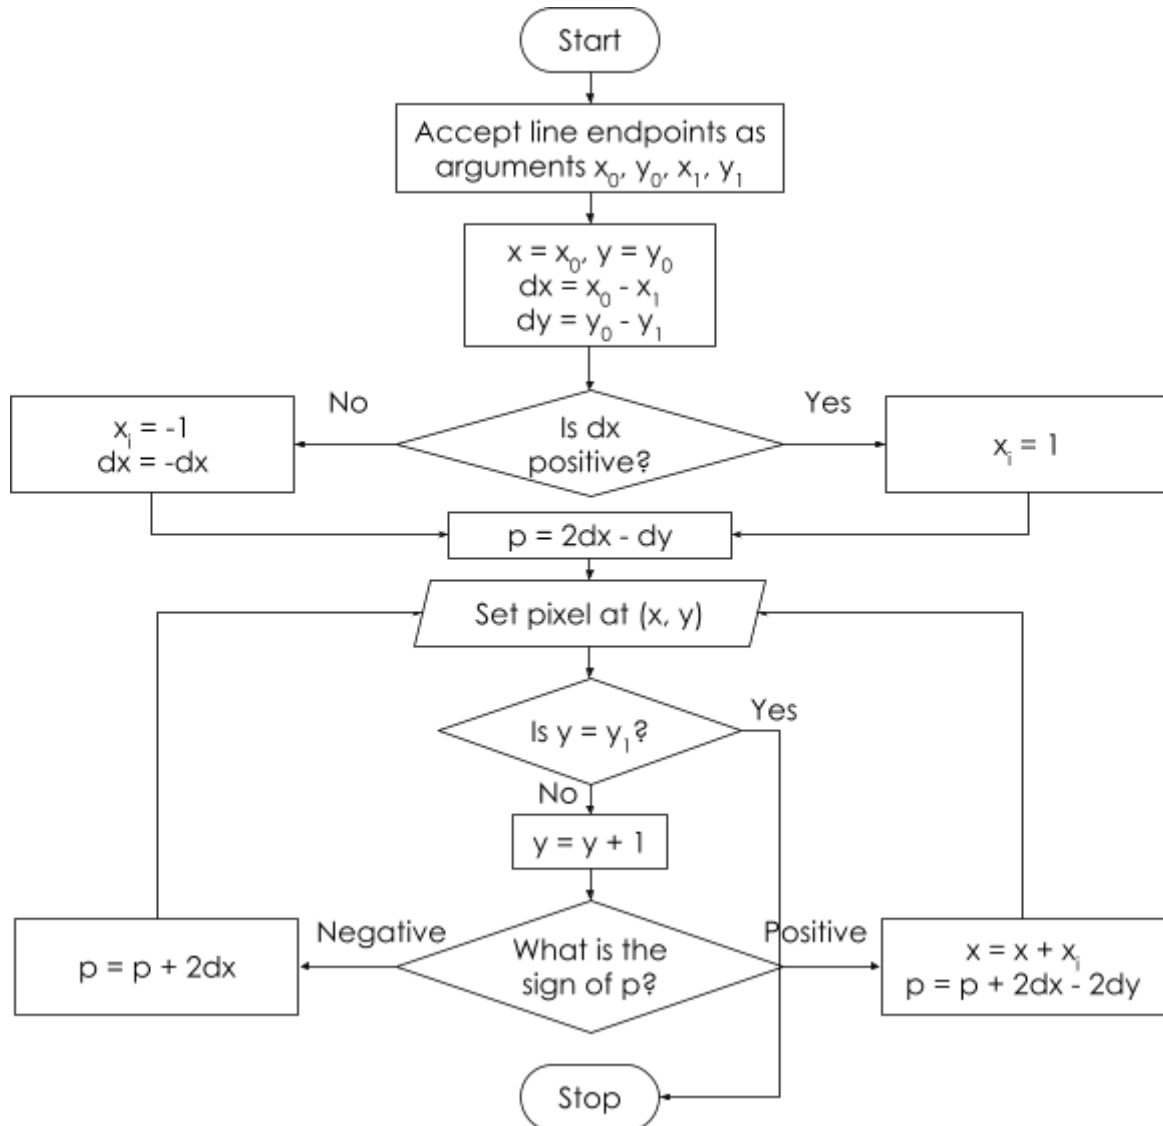 Start
Accept line endpoints as
arguments x₀, y₀, x₁, y₁
x = x₀, y = y₀
dx = x₀ - x₁
dy = y₀ - y₁
No
Yes
xᵢ = -1
dx = -dx
Is dx
positive?
xᵢ = 1
p = 2dx - dy
Set pixel at (x, y)
Is y = y₁?
Yes
No
y = y + 1
Negative
Positive
p = p + 2dx
What is the
sign of p?
x = x + xᵢ
p = p + 2dx - 2dy
Stop